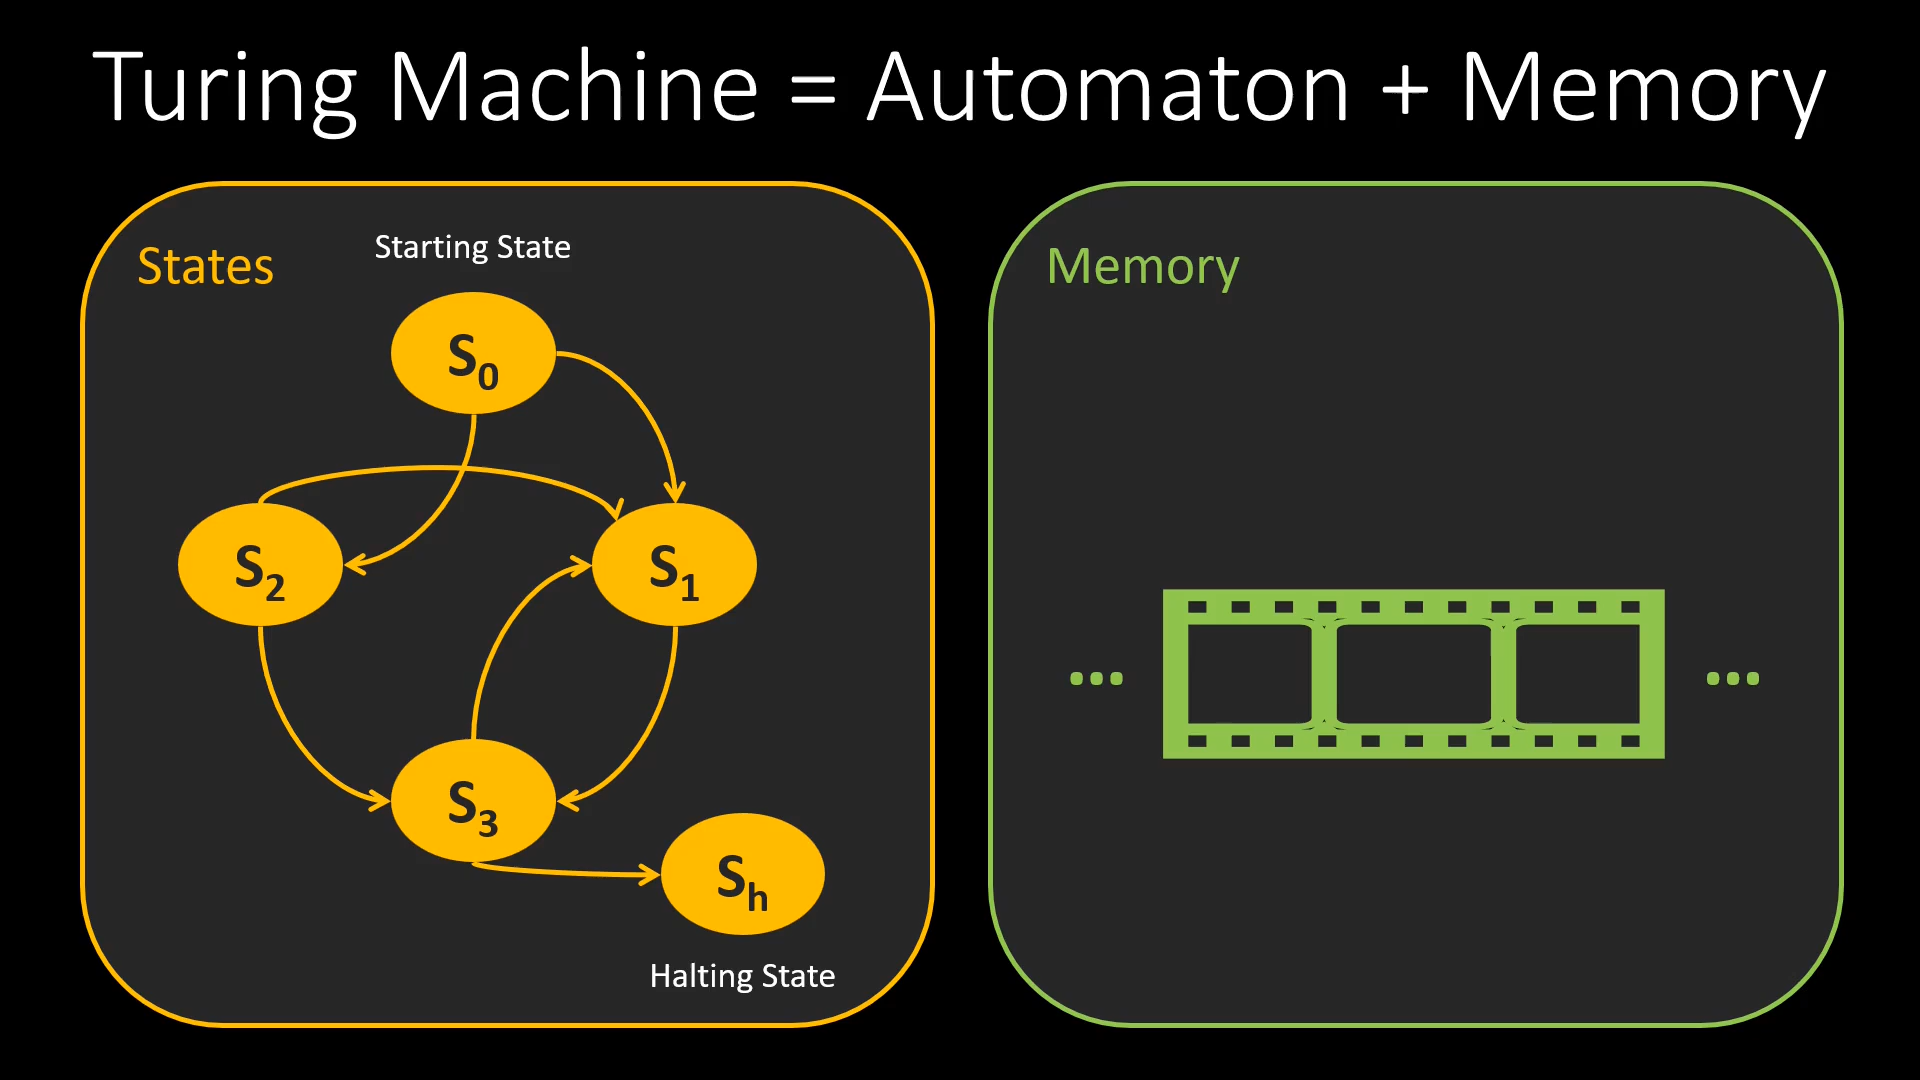 Turing Machine = Automaton + Memory
States
Starting State
S₀
S₂
S₁
S₃
Sₕ
Halting State
Memory
...
...